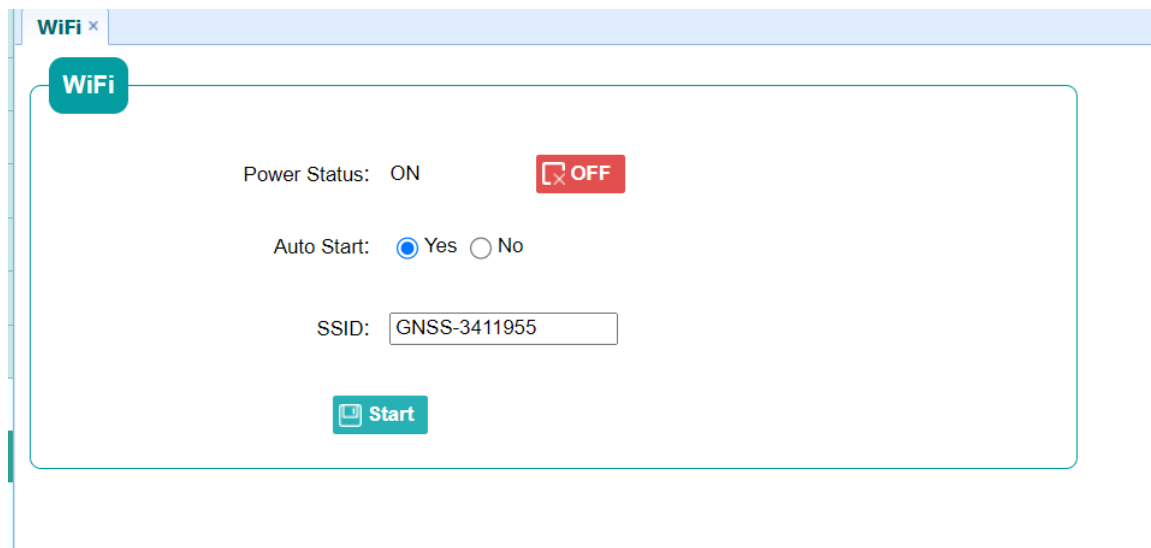 WiFi ×
WiFi
Power Status: ON OFF
Auto Start: Yes No
SSID: GNSS-3411955
Start